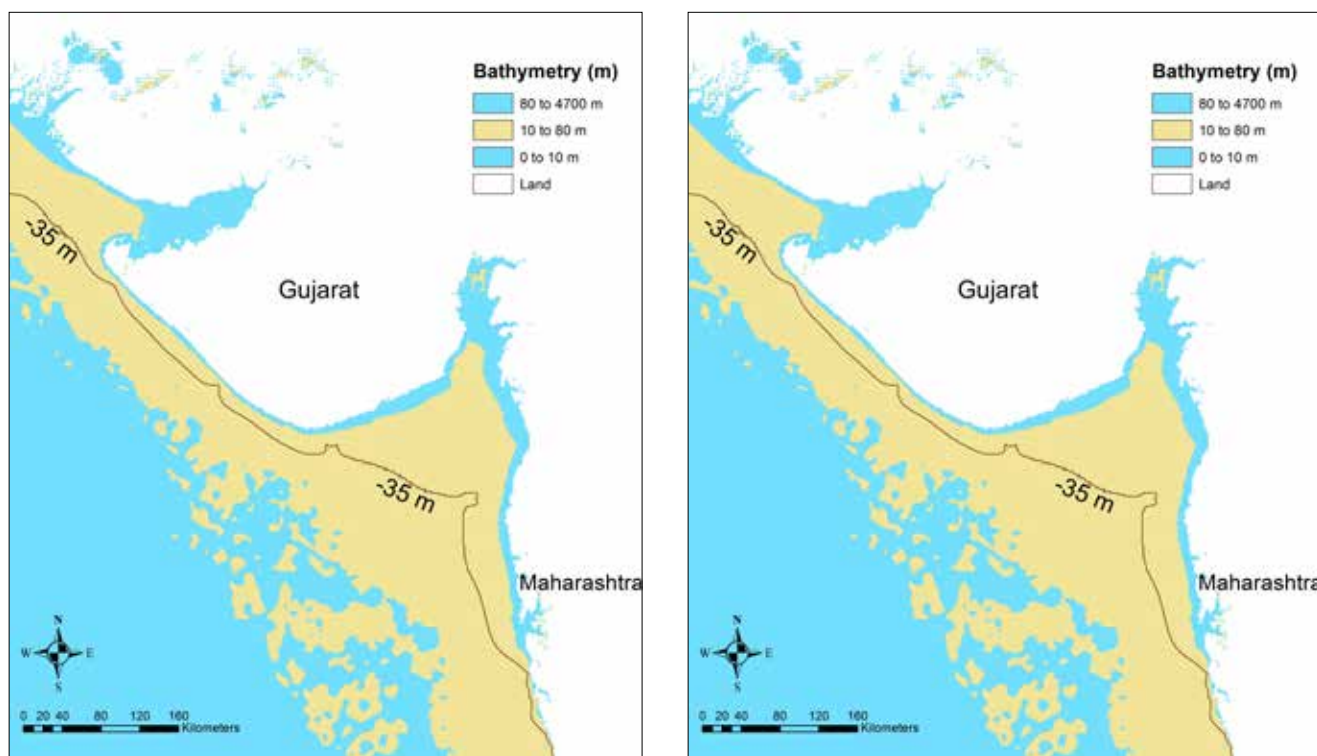 Bathymetry (m)
80 to 4700 m
10 to 80 m
0 to 10 m
Land
-35 m
Gujarat
-35 m
Maharashtra
N
W E
S
0 20 40 80 120 160
Kilometers
Bathymetry (m)
80 to 4700 m
10 to 80 m
0 to 10 m
Land
-35 m
Gujarat
-35 m
Maharashtra
N
W E
S
0 20 40 80 120 160
Kilometers